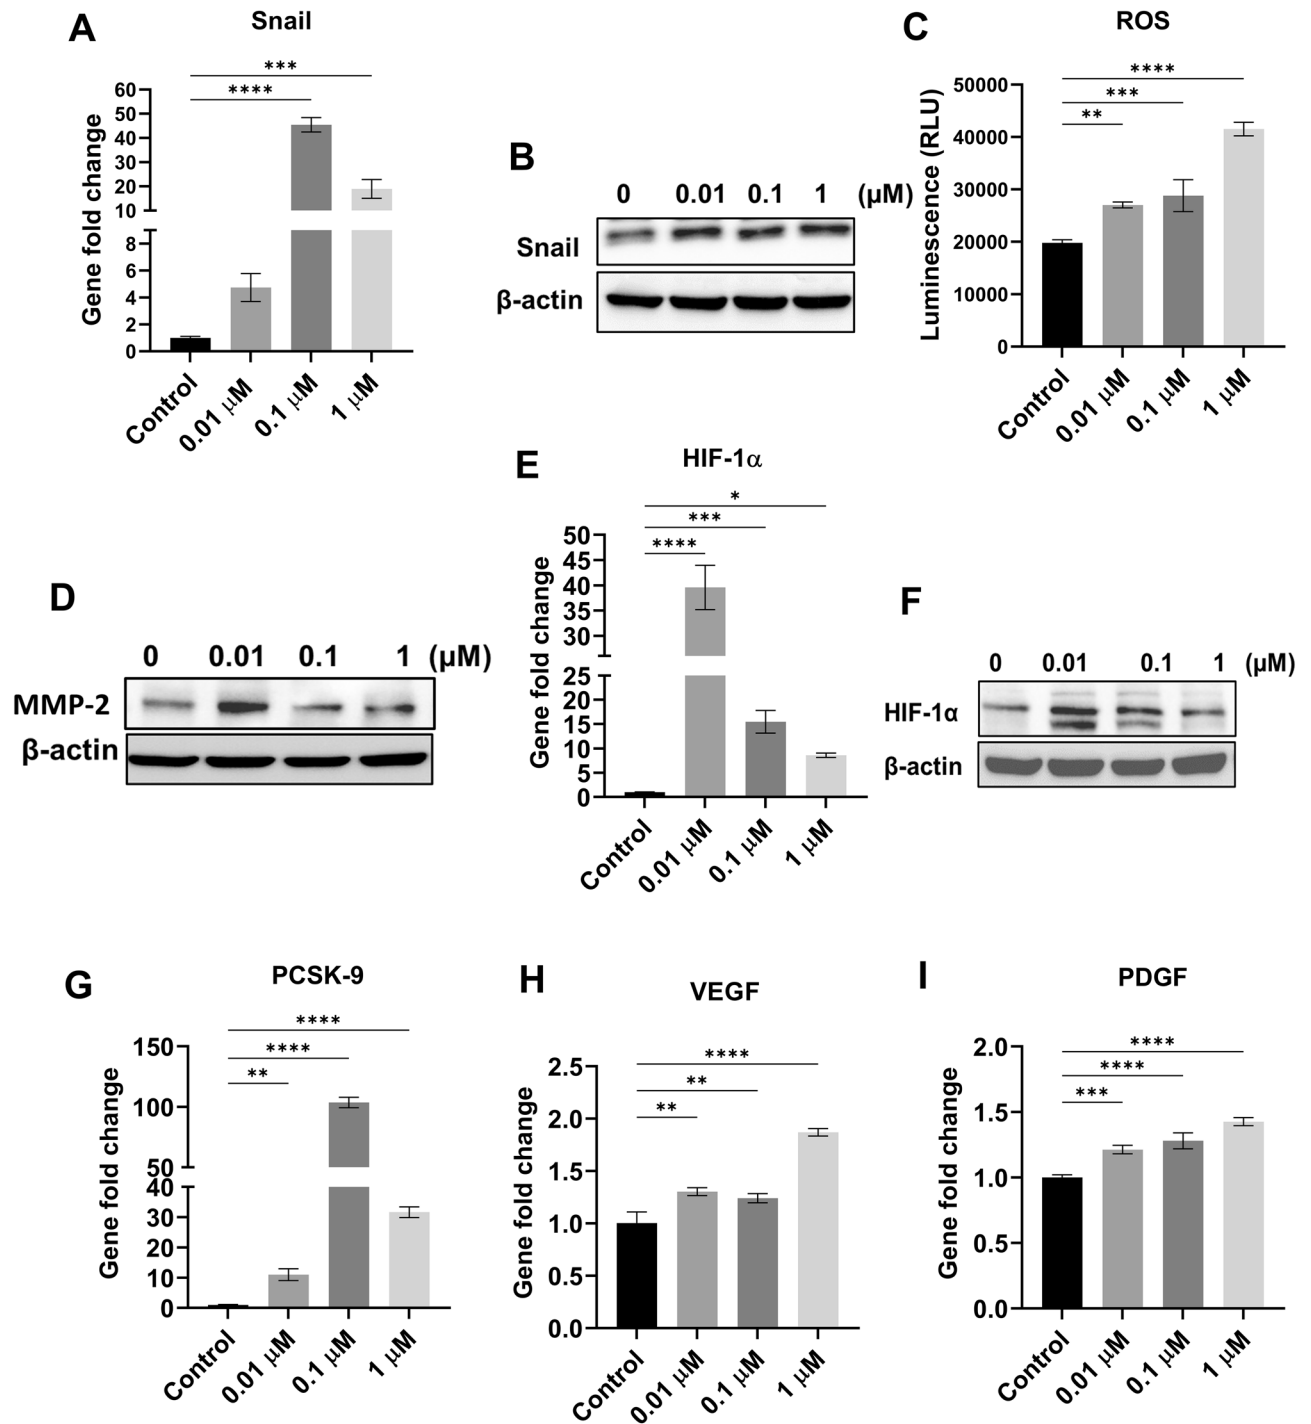 A
Snail
***
****
Gene fold change
60
50
40
30
20
10
8
6
4
2
0
Control
0.01 μM
0.1 μM
1 μM
B
0 0.01 0.1 1 (μM)
Snail
β-actin
C
ROS
****
***
**
Luminescence (RLU)
50000
40000
30000
20000
10000
0
Control
0.01 μM
0.1 μM
1 μM
D
0 0.01 0.1 1 (μM)
MMP-2
β-actin
E
HIF-1α
*
***
****
Gene fold change
50
45
40
35
30
25
20
15
10
5
0
Control
0.01 μM
0.1 μM
1 μM
F
0 0.01 0.1 1 (μM)
HIF-1α
β-actin
G
PCSK-9
****
****
**
Gene fold change
150
100
50
40
30
20
10
0
Control
0.01 μM
0.1 μM
1 μM
H
VEGF
****
**
**
Gene fold change
2.5
2.0
1.5
1.0
0.5
0.0
Control
0.01 μM
0.1 μM
1 μM
I
PDGF
****
****
***
Gene fold change
2.0
1.5
1.0
0.5
0.0
Control
0.01 μM
0.1 μM
1 μM